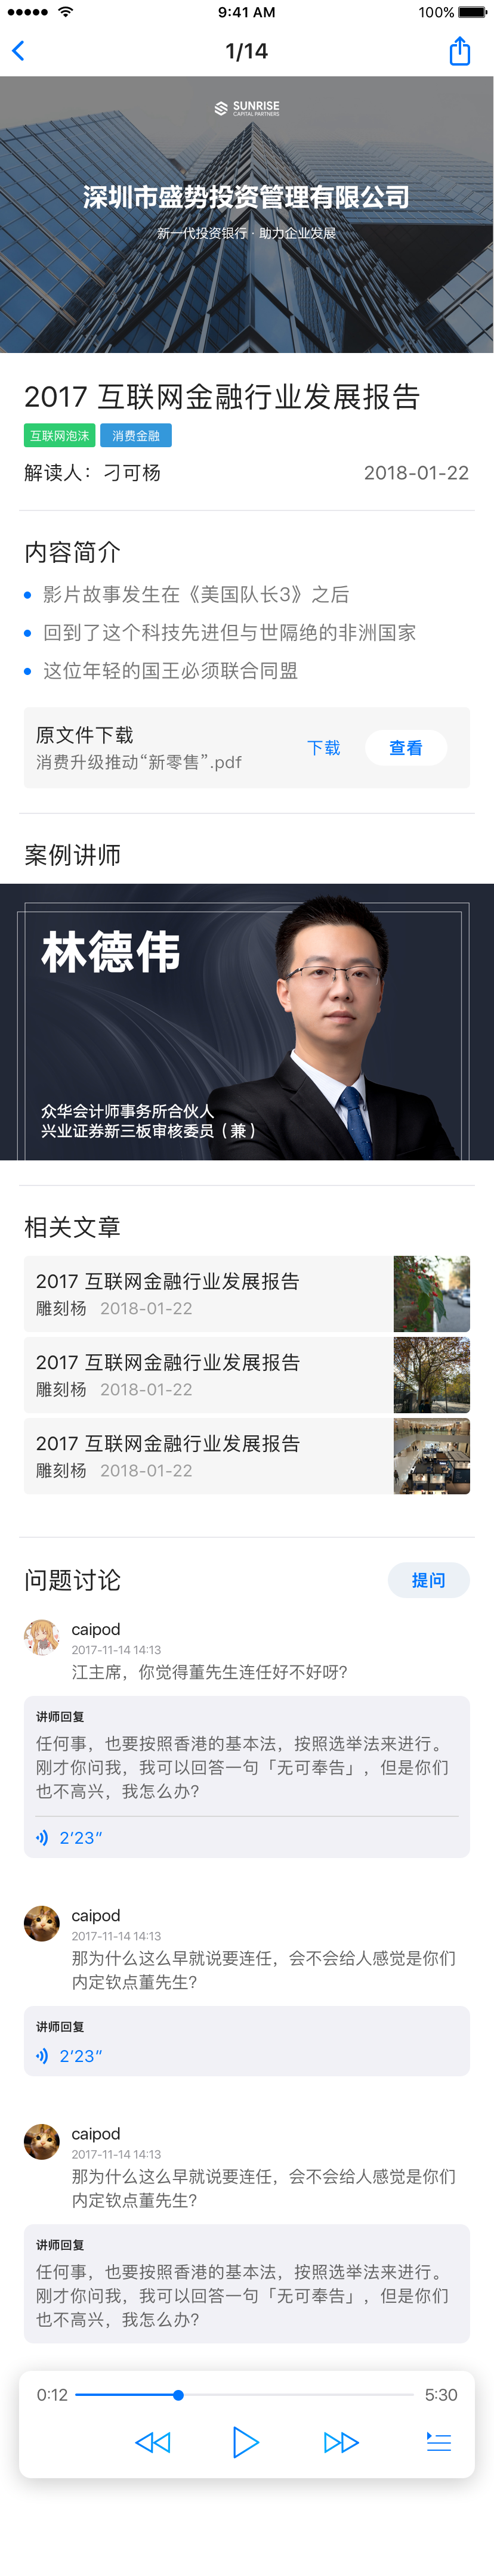 9:41 AM
100%
1/14
SUNRISE
CAPITAL PARTNERS
深圳市盛势投资管理有限公司
新一代投资银行 · 助力企业发展
2017 互联网金融行业发展报告
互联网泡沫
消费金融
解读人：刁可杨
2018-01-22
内容简介
影片故事发生在《美国队长3》之后
回到了这个科技先进但与世隔绝的非洲国家
这位年轻的国王必须联合同盟
原文件下载
消费升级推动“新零售”.pdf
下载
查看
案例讲师
林德伟
众华会计师事务所合伙人
兴业证券新三板审核委员（兼）
相关文章
2017 互联网金融行业发展报告
雕刻杨 2018-01-22
2017 互联网金融行业发展报告
雕刻杨 2018-01-22
2017 互联网金融行业发展报告
雕刻杨 2018-01-22
问题讨论
提问
caipod
2017-11-14 14:13
江主席，你觉得董先生连任好不好呀?
讲师回复
任何事，也要按照香港的基本法，按照选举法来进行。
刚才你问我，我可以回答一句「无可奉告」，但是你们
也不高兴，我怎么办?
2‘23“
caipod
2017-11-14 14:13
那为什么这么早就说要连任，会不会给人感觉是你们
内定钦点董先生?
讲师回复
2‘23“
caipod
2017-11-14 14:13
那为什么这么早就说要连任，会不会给人感觉是你们
内定钦点董先生?
讲师回复
任何事，也要按照香港的基本法，按照选举法来进行。
刚才你问我，我可以回答一句「无可奉告」，但是你们
也不高兴，我怎么办?
0:12
5:30